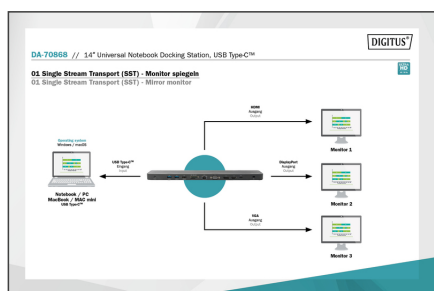 DIGITUS®
DA-70868 // 14" Universal Notebook Docking Station, USB Type-C™
01 Single Stream Transport (SST) - Monitor spiegeln
01 Single Stream Transport (SST) - Mirror monitor
HDMI
Ausgang
Output
Monitor 1
Operating system
Windows / macOS
USB Type-C™
Eingang
Input
DisplayPort
Ausgang
Output
Notebook / PC
MacBook / MAC mini
USB Type-C™
Monitor 2
VGA
Ausgang
Output
Monitor 3